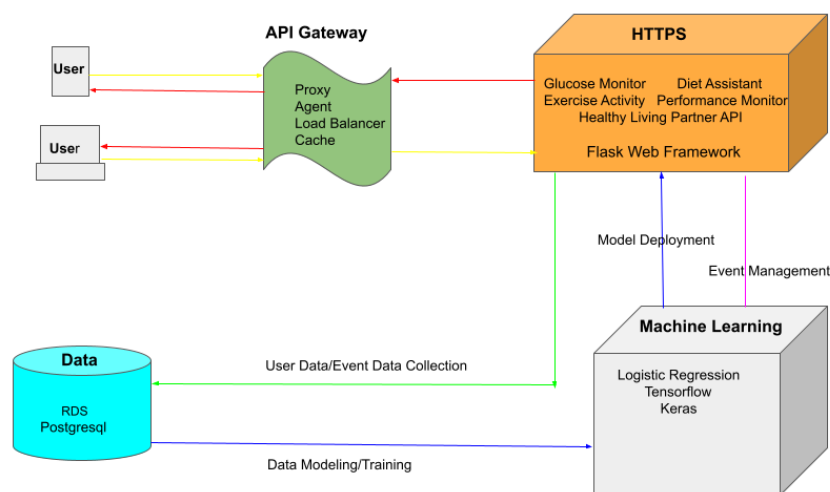 API Gateway
HTTPS
User
Proxy
Agent
Load Balancer
Cache
Glucose Monitor Diet Assistant
Exercise Activity Performance Monitor
Healthy Living Partner API
Flask Web Framework
User
Model Deployment
Event Management
Machine Learning
Data
User Data/Event Data Collection
Logistic Regression
Tensorflow
Keras
RDS
Postgresql
Data Modeling/Training